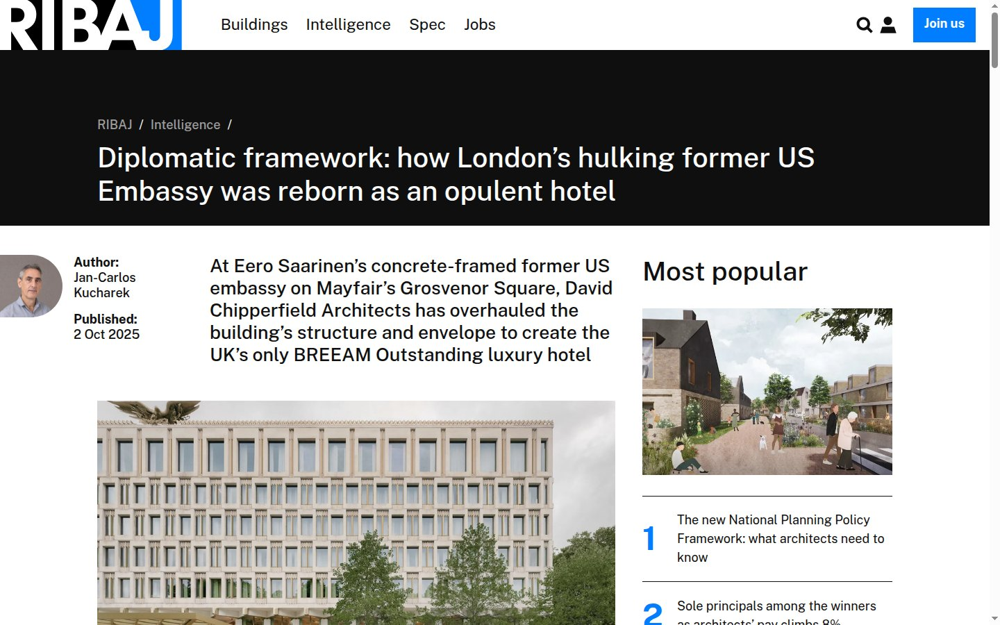 RIBAJ
Buildings Intelligence Spec Jobs
Join us
RIBAJ / Intelligence /
Diplomatic framework: how London’s hulking former US
Embassy was reborn as an opulent hotel
Author:
Jan-Carlos
Kucharek
Published:
2 Oct 2025
At Eero Saarinen’s concrete-framed former US
embassy on Mayfair’s Grosvenor Square, David
Chipperfield Architects has overhauled the
building’s structure and envelope to create the
UK’s only BREEAM Outstanding luxury hotel
Most popular
1
The new National Planning Policy
Framework: what architects need to
know
2
Sole principals among the winners
as architects’ pay climbs 8%